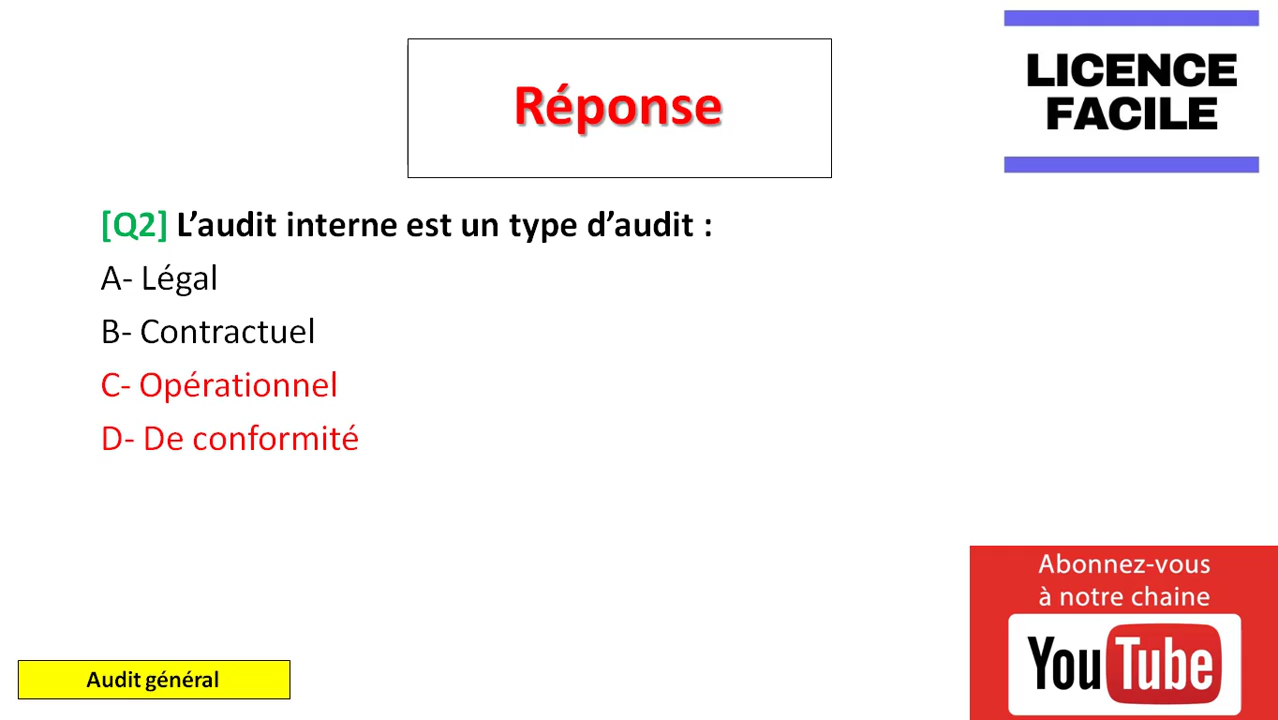 Réponse
LICENCE
FACILE
[Q2] L’audit interne est un type d’audit :
A- Légal
B- Contractuel
C- Opérationnel
D- De conformité
Abonnez-vous
à notre chaine
YouTube
Audit général